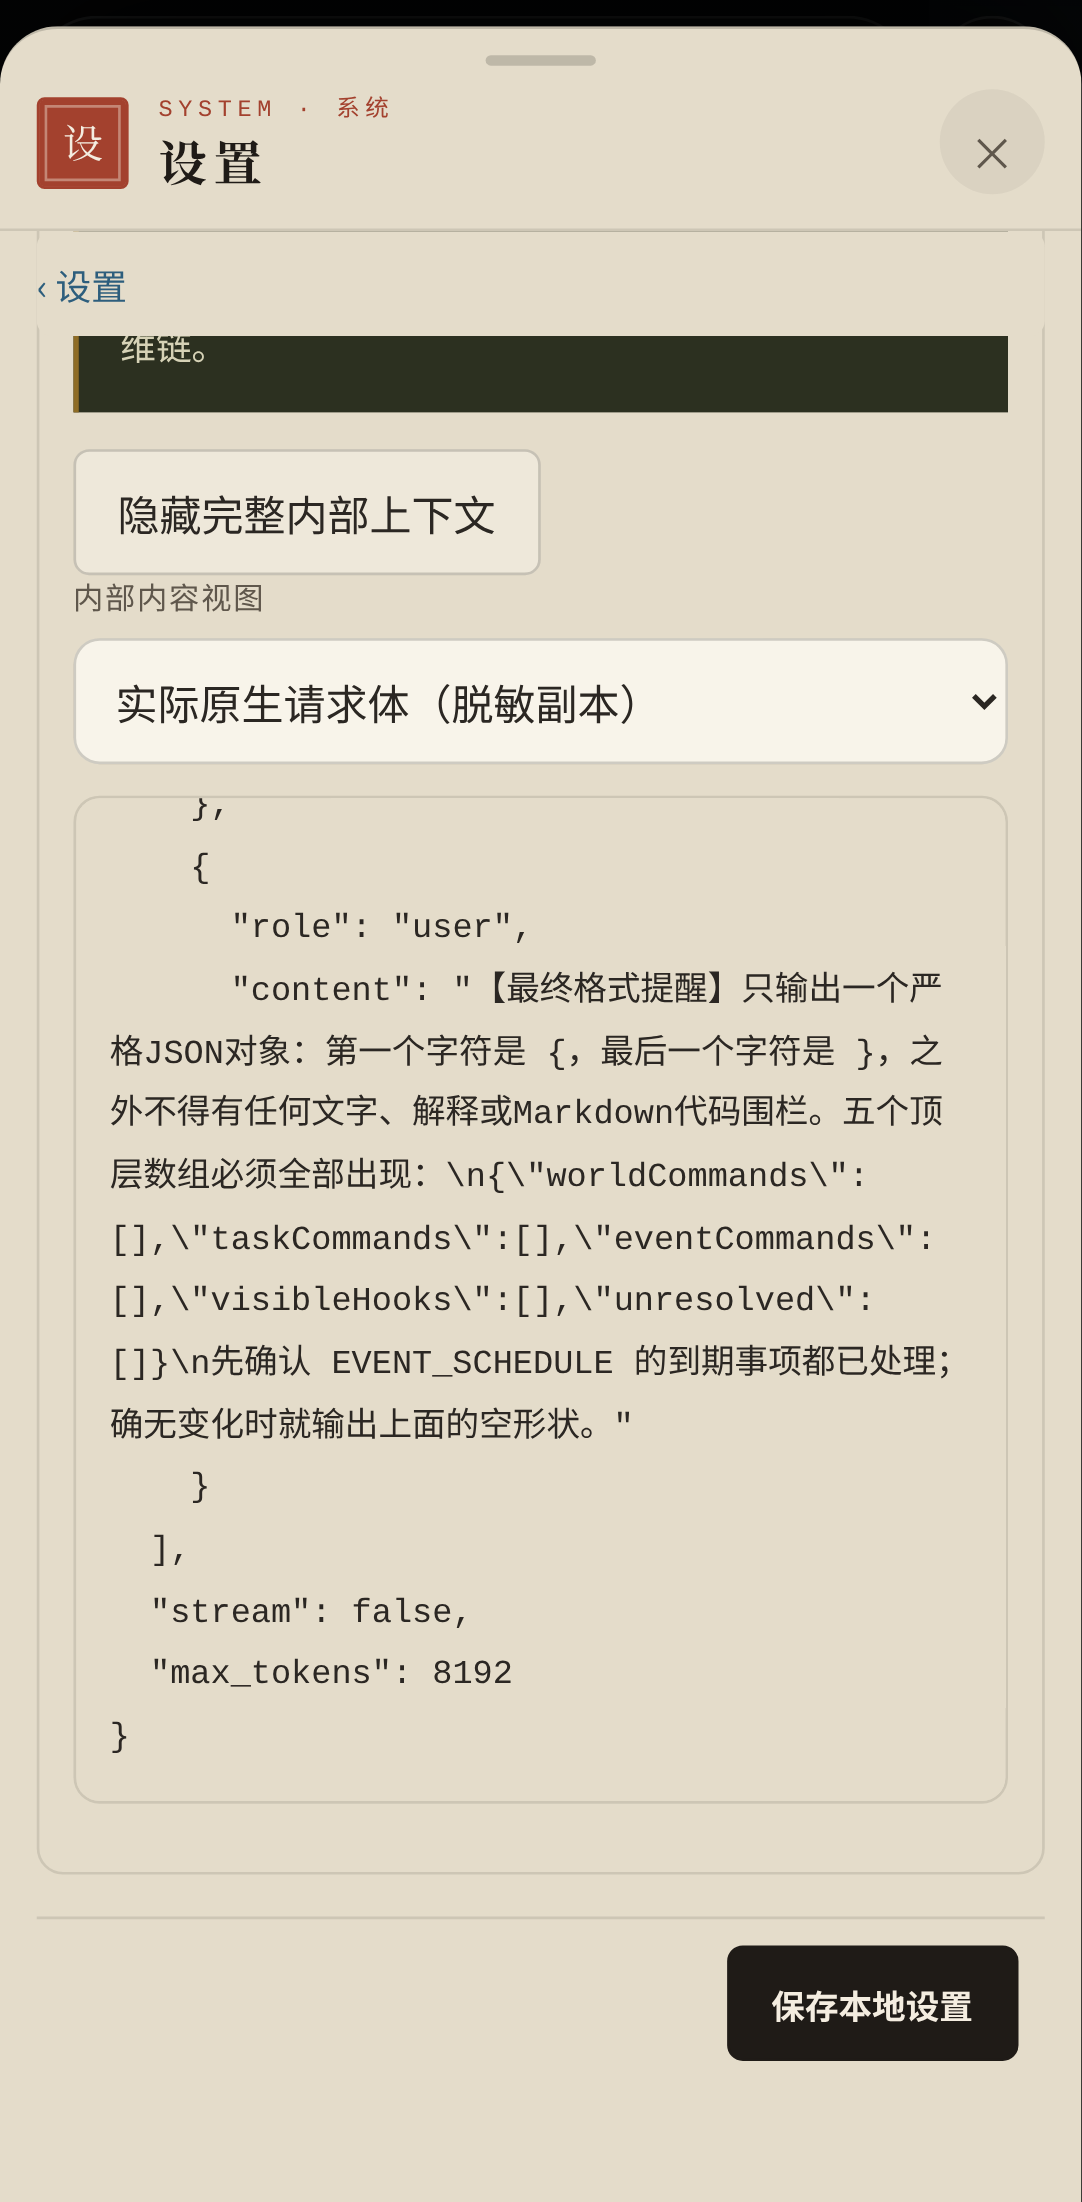 设
SYSTEM · 系统
设置
‹ 设置
维链。
隐藏完整内部上下文
内部内容视图
实际原生请求体（脱敏副本）
},
{
"role": "user",
"content": "【最终格式提醒】只输出一个严
格JSON对象：第一个字符是 {，最后一个字符是 }，之
外不得有任何文字、解释或Markdown代码围栏。五个顶
层数组必须全部出现：\n{\"worldCommands\":
[],\"taskCommands\":[],\"eventCommands\":
[],\"visibleHooks\":[],\"unresolved\":
[]}\n先确认 EVENT_SCHEDULE 的到期事项都已处理；
确无变化时就输出上面的空形状。"
}
],
"stream": false,
"max_tokens": 8192
}
保存本地设置